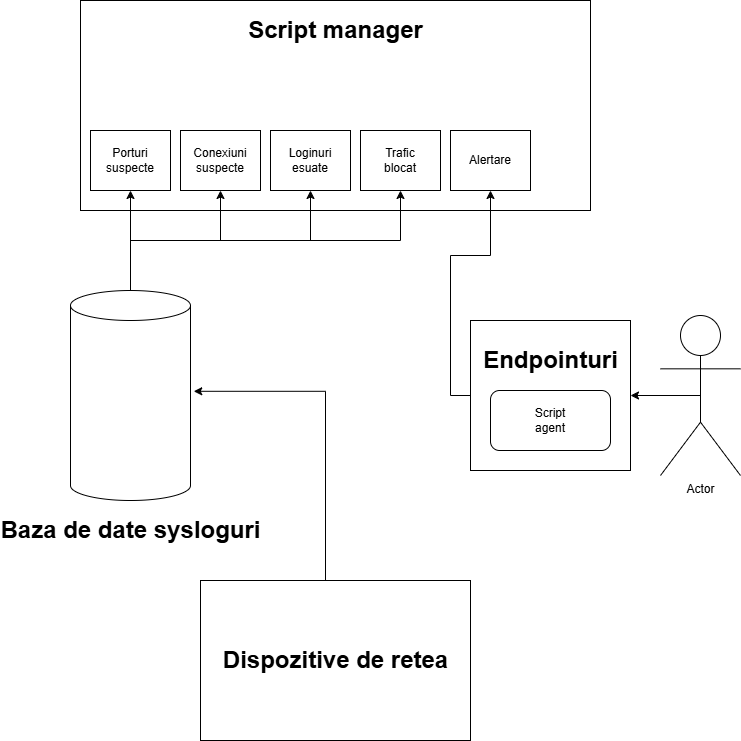 Script manager
Porturi
suspecte
Conexiuni
suspecte
Loginuri
esuate
Trafic
blocat
Alertare
Endpointuri
Script
agent
Actor
Baza de date sysloguri
Dispozitive de retea